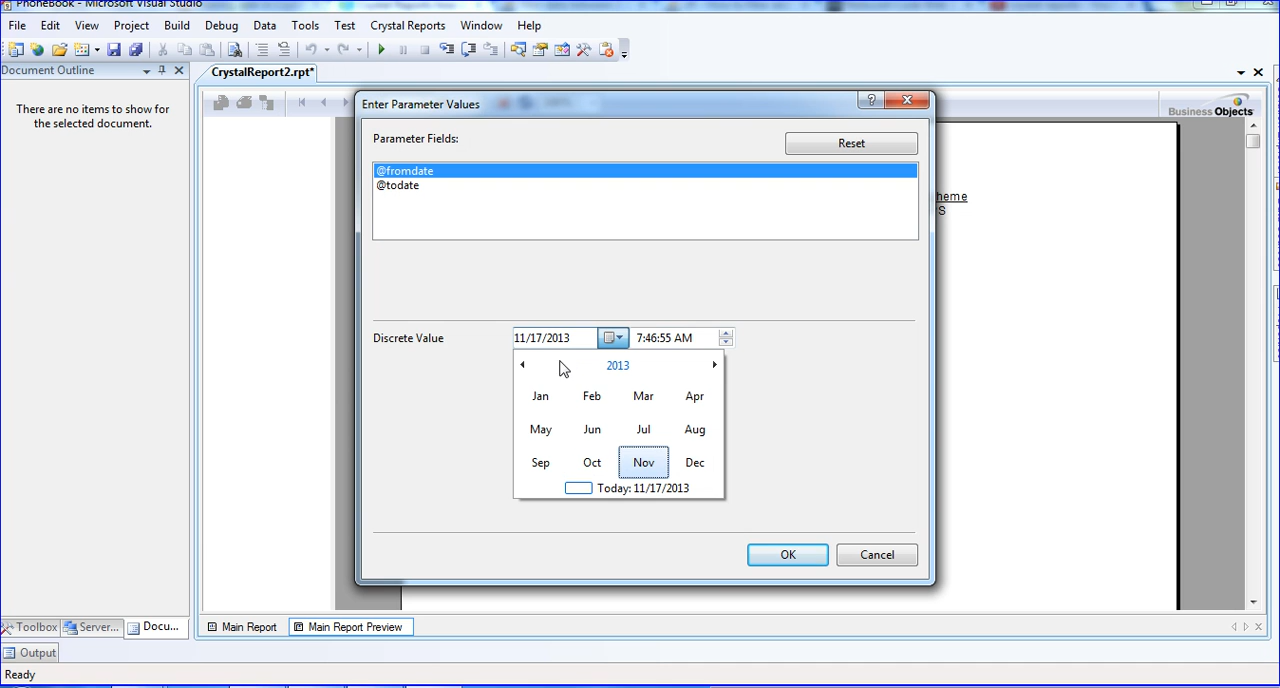 PhoneBook - Microsoft Visual Studio
File Edit View Project Build Debug Data Tools Test Crystal Reports Window Help
Document Outline
CrystalReport2.rpt*
There are no items to show for
the selected document.
Enter Parameter Values
Business Objects
Parameter Fields:
Reset
@fromdate
@todate
heme
S
Discrete Value
11/17/2013
7:46:55 AM
2013
Jan Feb Mar Apr
May Jun Jul Aug
Sep Oct Nov Dec
Today: 11/17/2013
OK Cancel
Toolbox Server... Docu...
Main Report Main Report Preview
Output
Ready